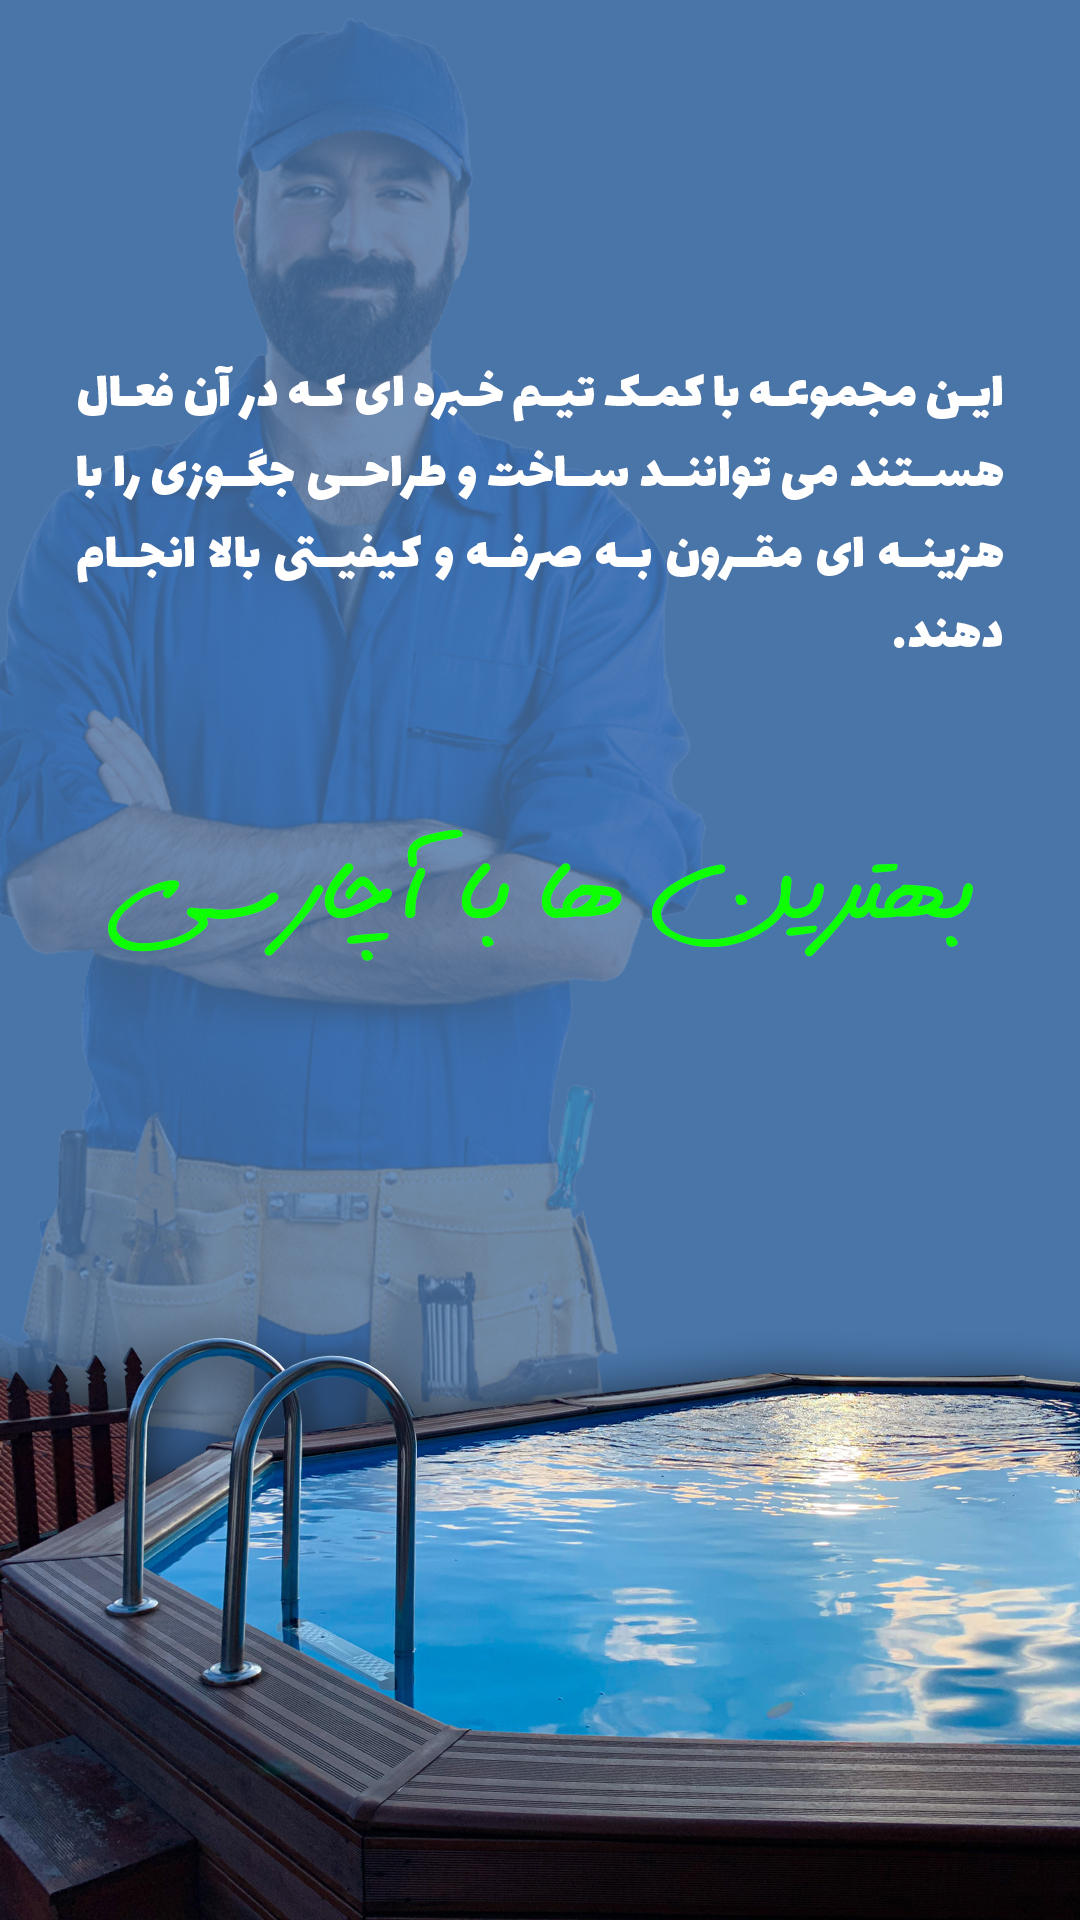 این مجموعه با کمک تیم خبره ای که در آن فعال
هستند می توانند ساخت و طراحی جگوزی را با
هزینه ای مقرون به صرفه و کیفیتی بالا انجام
دهند.
بهترین ها با آچارسی